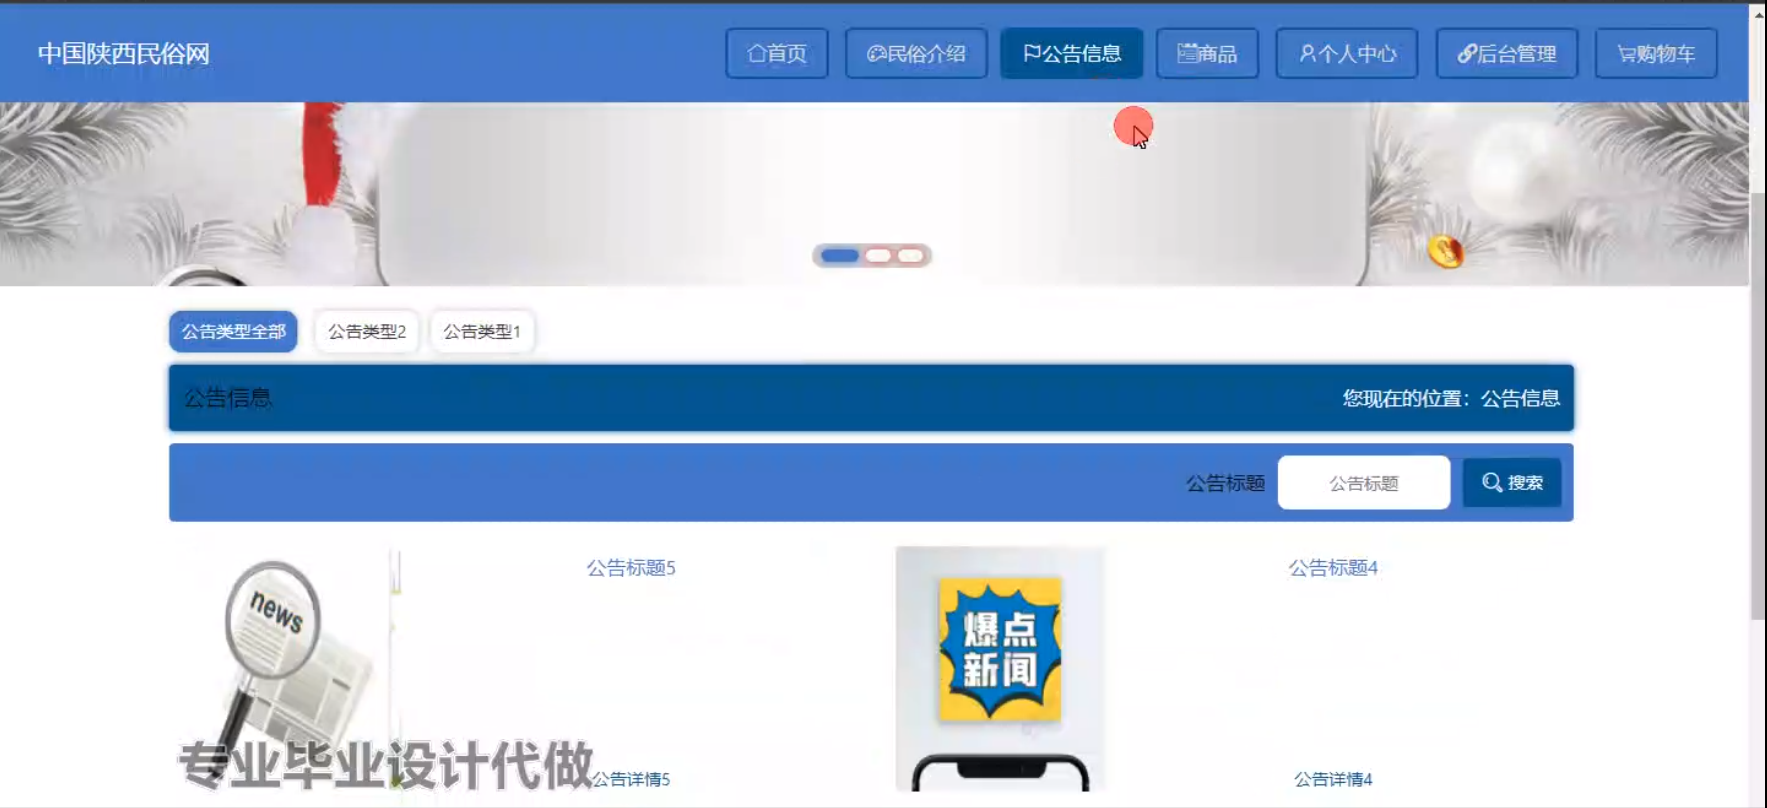 中国陕西民俗网
首页
民俗介绍
公告信息
商品
个人中心
后台管理
购物车
公告类型全部
公告类型2
公告类型1
公告信息
您现在的位置：公告信息
公告标题
公告标题
搜索
news
公告标题5
爆点
新闻
公告标题4
专业毕业设计代做
公告详情5
公告详情4